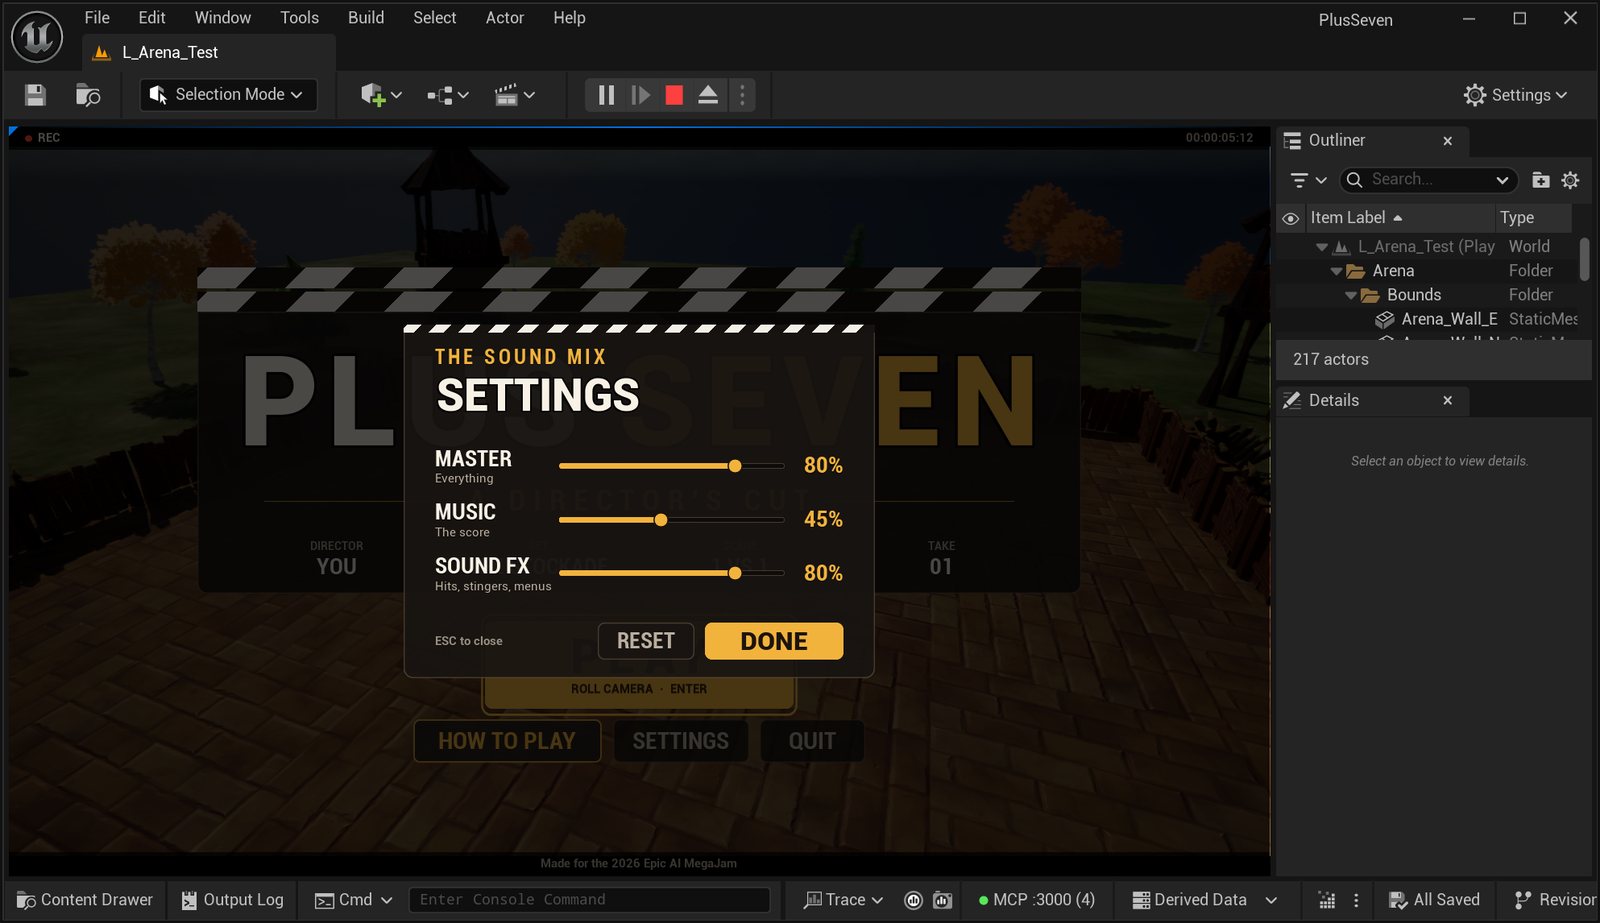 File Edit Window Tools Build Select Actor Help
PlusSeven
L_Arena_Test
Selection Mode
Settings
REC
00:00:05:12
Outliner
Search...
Item Label Type
L_Arena_Test (Play World
Arena Folder
Bounds Folder
Arena_Wall_E StaticMes
217 actors
Details
Select an object to view details.
PLUS SEVEN
DIRECTOR'S CUT
DIRECTOR
YOU
TAKE
01
THE SOUND MIX
SETTINGS
MASTER
Everything
80%
MUSIC
The score
45%
SOUND FX
Hits, stingers, menus
80%
ESC to close
RESET
DONE
ROLL CAMERA · ENTER
HOW TO PLAY
SETTINGS
QUIT
Made for the 2026 Epic AI MegaJam
Content Drawer
Output Log
Cmd
Enter Console Command
Trace
MCP :3000 (4)
Derived Data
All Saved
Revision